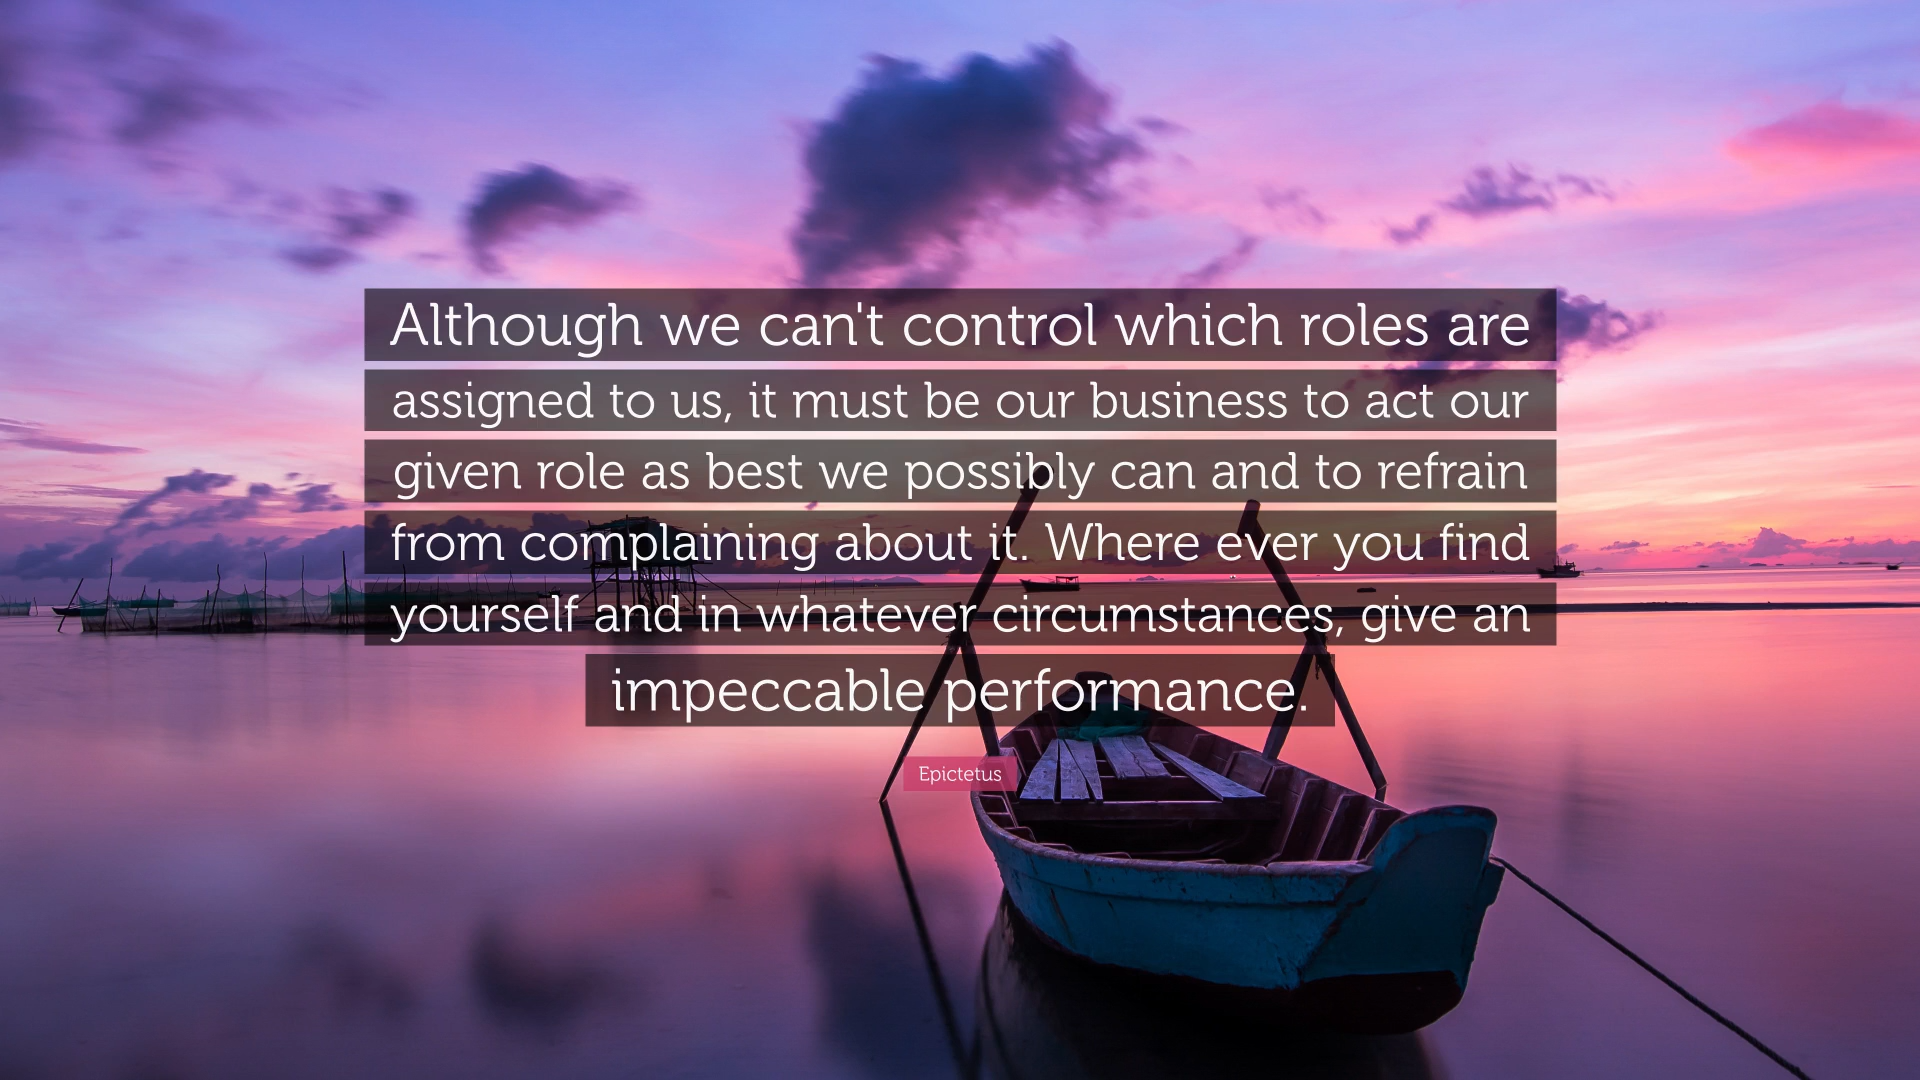 Although we can't control which roles are
assigned to us, it must be our business to act our
given role as best we possibly can and to refrain
from complaining about it. Where ever you find
yourself and in whatever circumstances, give an
impeccable performance.
Epictetus